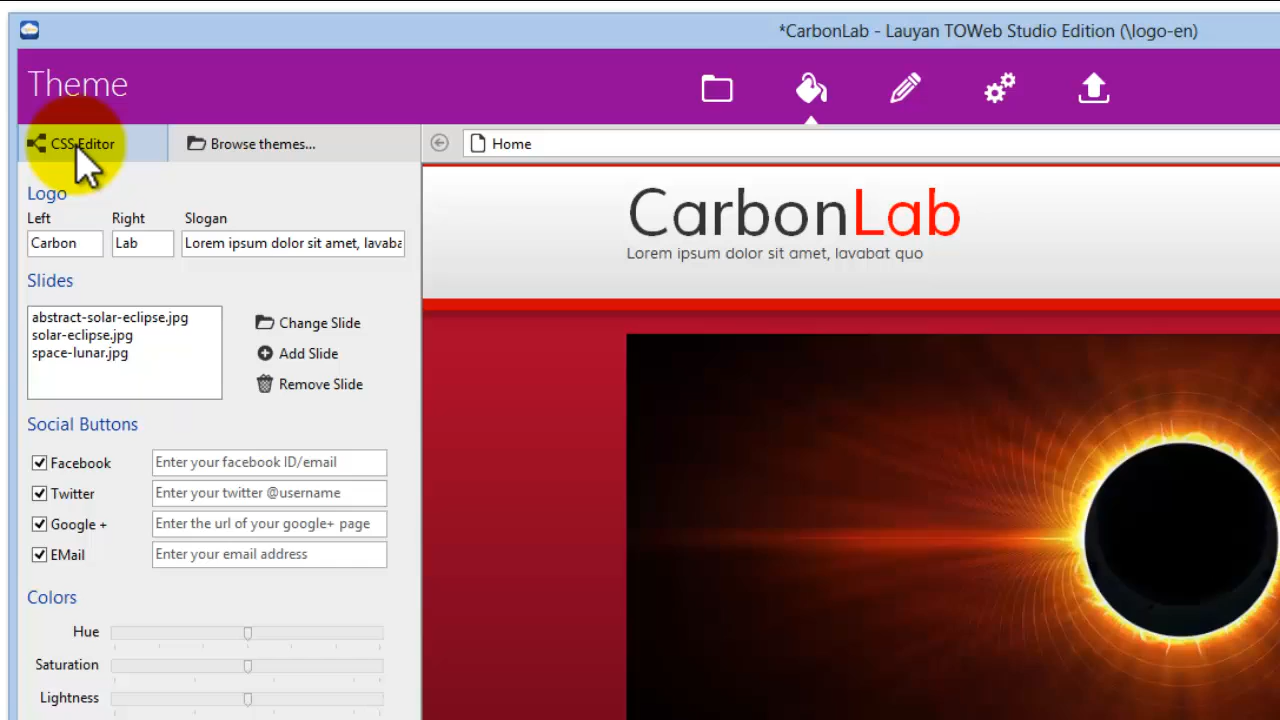 *CarbonLab - Lauyan TOWeb Studio Edition (\logo-en)
Theme
CSS Editor
Browse themes...
Home
Logo
Left
Right
Slogan
Carbon
Lab
Lorem ipsum dolor sit amet, lavaba
CarbonLab
Lorem ipsum dolor sit amet, lavabat quo
Slides
abstract-solar-eclipse.jpg
solar-eclipse.jpg
space-lunar.jpg
Change Slide
Add Slide
Remove Slide
Social Buttons
Facebook
Enter your facebook ID/email
Twitter
Enter your twitter @username
Google +
Enter the url of your google+ page
EMail
Enter your email address
Colors
Hue
Saturation
Lightness